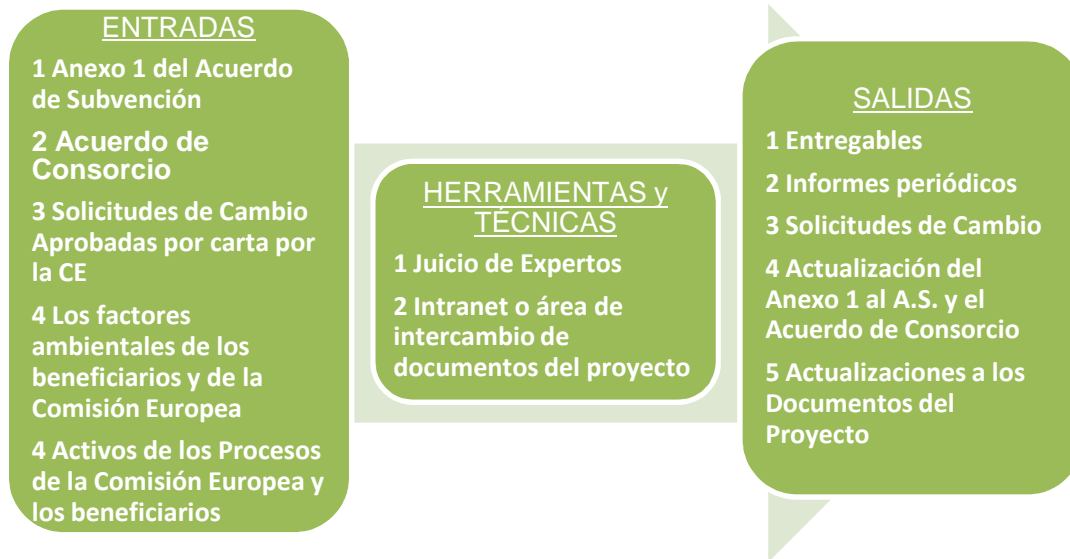 ENTRADAS
1 Anexo 1 del Acuerdo
de Subvención
2 Acuerdo de
Consorcio
3 Solicitudes de Cambio
Aprobadas por carta por
la CE
4 Los factores
ambientales de los
beneficiarios y de la
Comisión Europea
4 Activos de los Procesos
de la Comisión Europea y
los beneficiarios
HERRAMIENTAS y
TÉCNICAS
1 Juicio de Expertos
2 Intranet o área de
intercambio de
documentos del proyecto
SALIDAS
1 Entregables
2 Informes periódicos
3 Solicitudes de Cambio
4 Actualización del
Anexo 1 al A.S. y el
Acuerdo de Consorcio
5 Actualizaciones a los
Documentos del
Proyecto